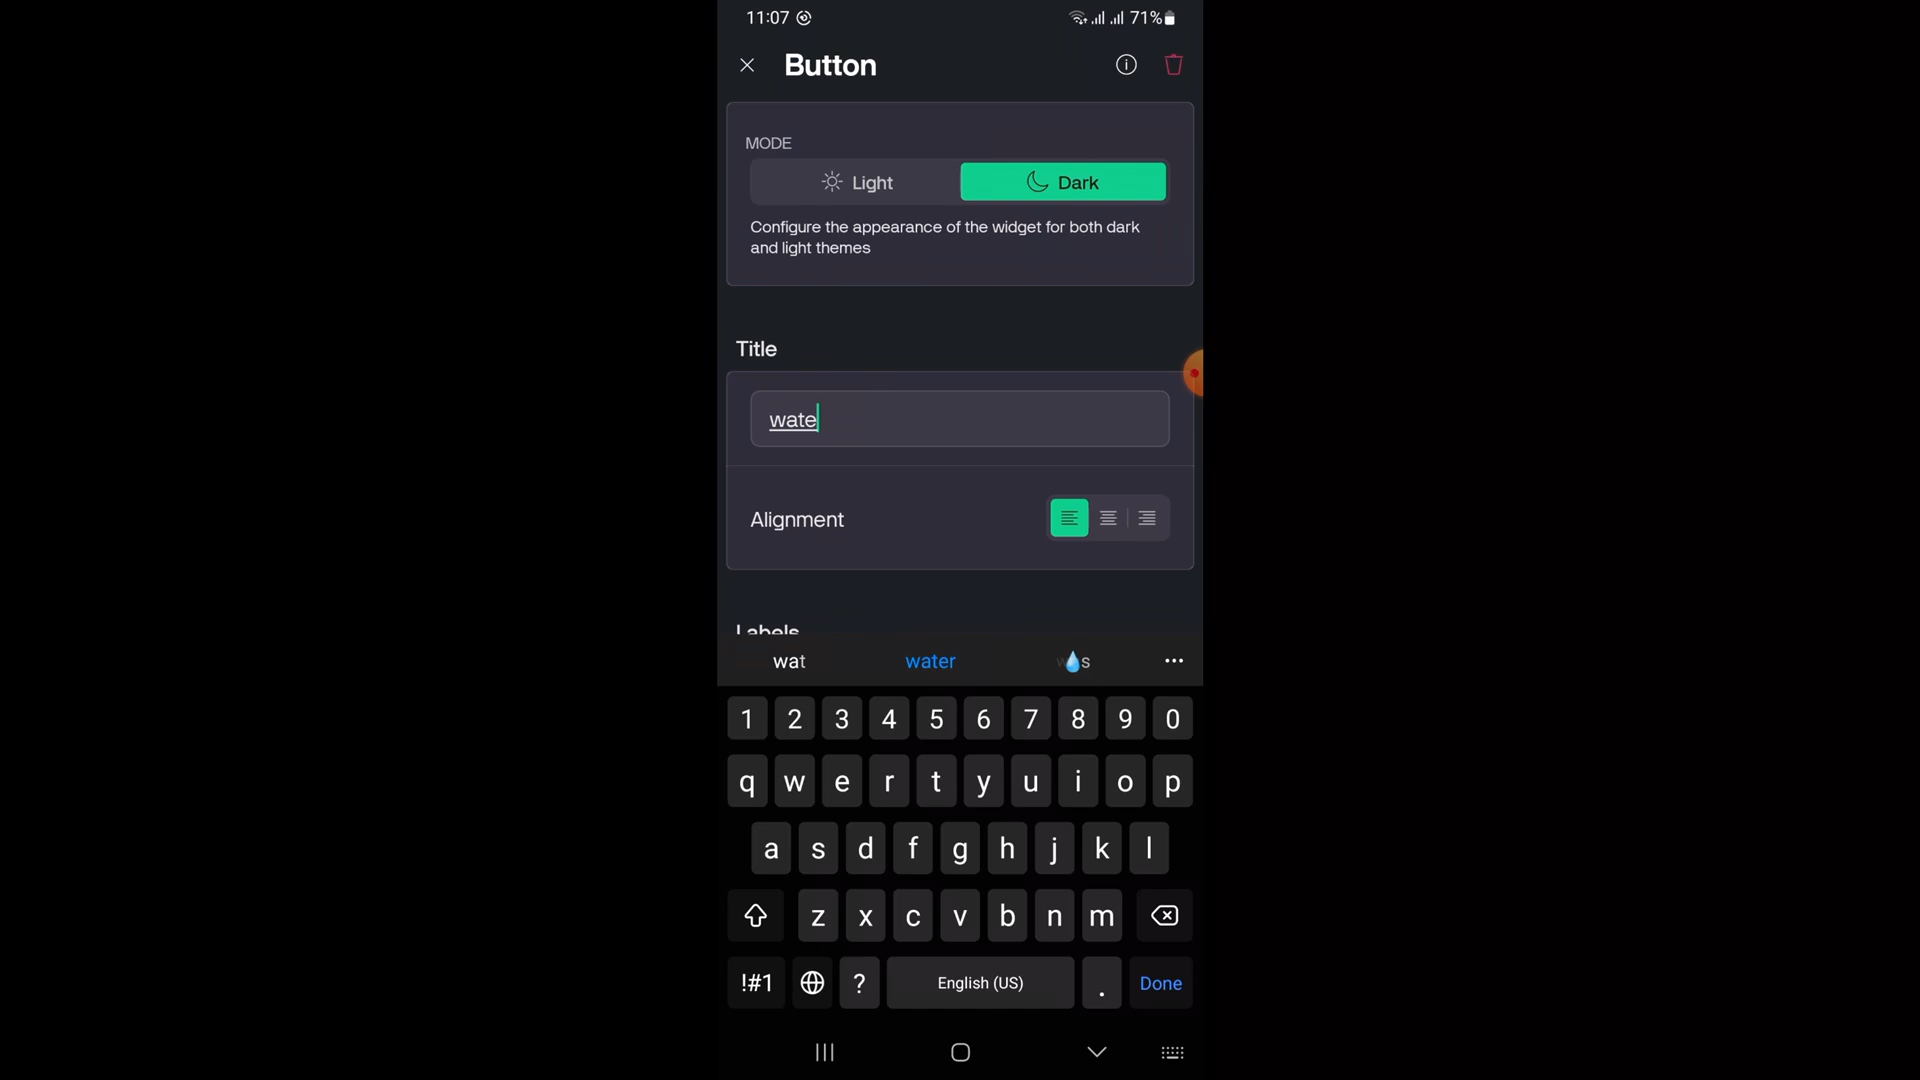 11:07
71%
Button
MODE
Light
Dark
Configure the appearance of the widget for both dark
and light themes
Title
wate
Alignment
Labels
wat water
1 2 3 4 5 6 7 8 9 0
q w e r t y u i o p
a s d f g h j k l
z x c v b n m
!#1 ? English (US) . Done